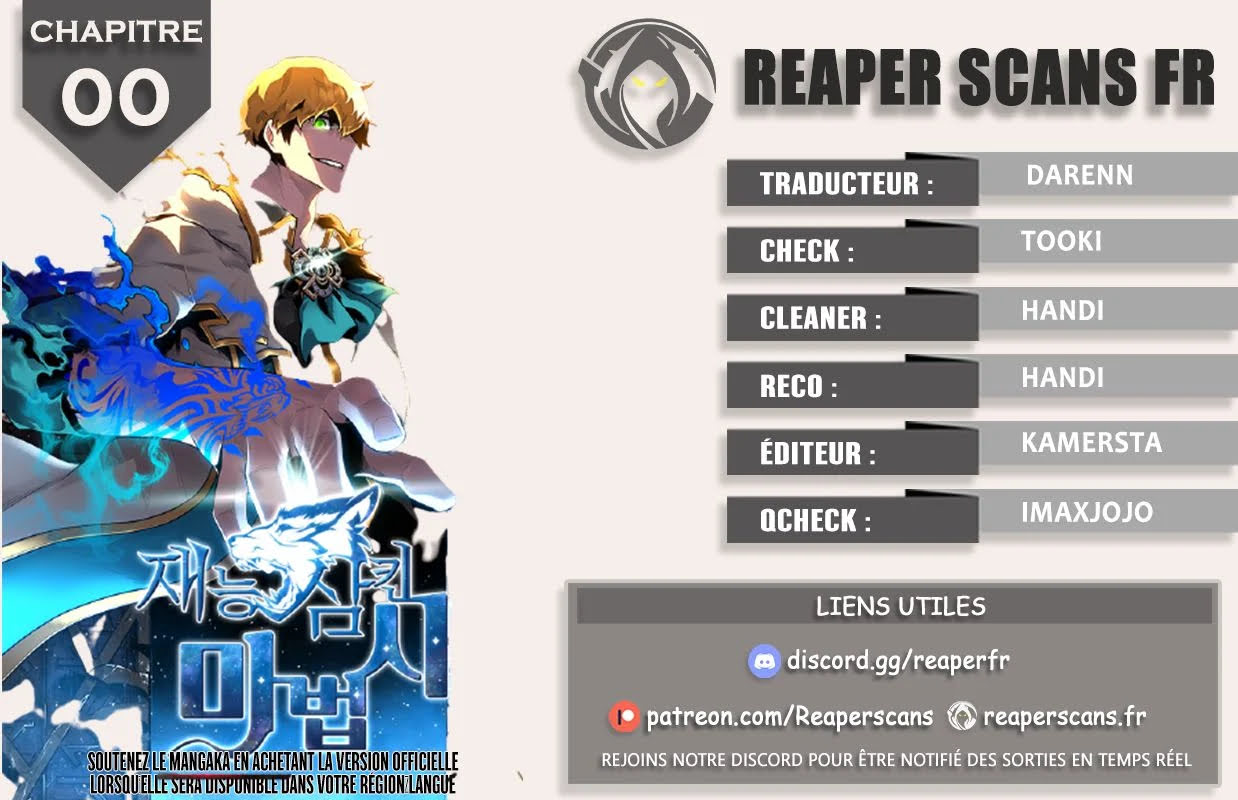 CHAPITRE
00
REAPER SCANS FR
TRADUCTEUR :
DARENN
CHECK :
TOOKI
CLEANER :
HANDI
RECO :
HANDI
ÉDITEUR :
KAMERSTA
QCHECK :
IMAXJOJO
재능 삼킨
마법사
SOUTENEZ LE MANGAKA EN ACHETANT LA VERSION OFFICIELLE
LORSQU'ELLE SERA DISPONIBLE DANS VOTRE RÉGION/LANGUE
LIENS UTILES
discord.gg/reaperfr
patreon.com/Reaperscans
reaperscans.fr
REJOINS NOTRE DISCORD POUR ÊTRE NOTIFIÉ DES SORTIES EN TEMPS RÉEL